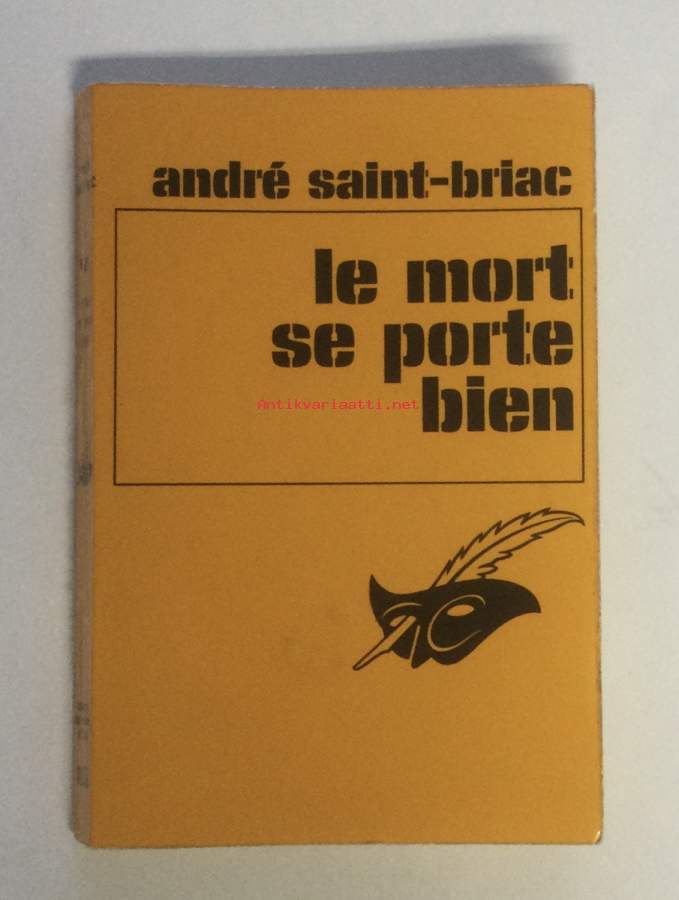 andré saint-briac
le mort
se porte
Antikvariaatti.net
bien